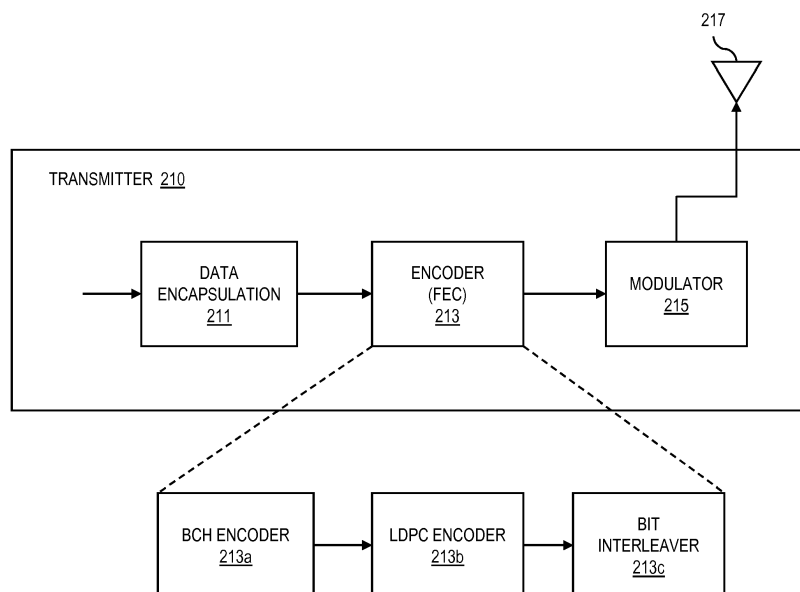 217
TRANSMITTER 210
DATA
ENCAPSULATION
211
ENCODER
(FEC)
213
MODULATOR
215
BCH ENCODER
213a
LDPC ENCODER
213b
BIT
INTERLEAVER
213c